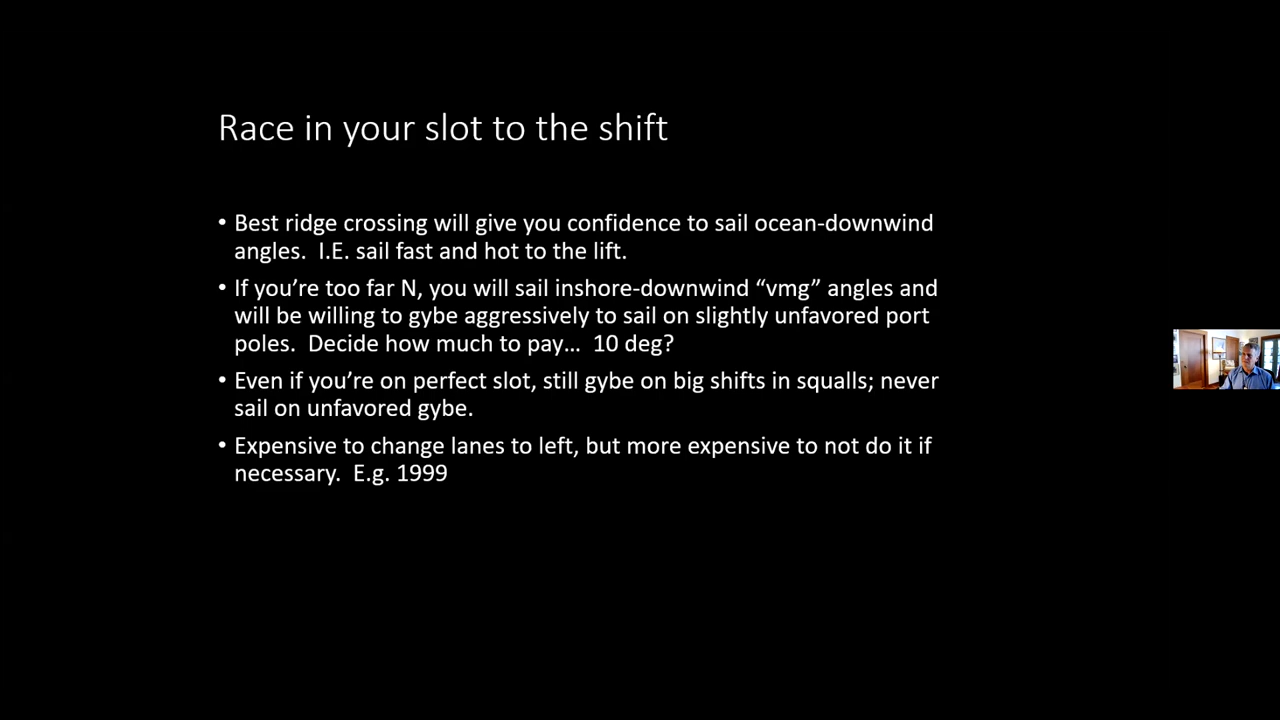 Race in your slot to the shift
• Best ridge crossing will give you confidence to sail ocean-downwind
angles.  I.E. sail fast and hot to the lift.
• If you’re too far N, you will sail inshore-downwind “vmg” angles and
will be willing to gybe aggressively to sail on slightly unfavored port
poles.  Decide how much to pay…  10 deg?
• Even if you’re on perfect slot, still gybe on big shifts in squalls; never
sail on unfavored gybe.
• Expensive to change lanes to left, but more expensive to not do it if
necessary.  E.g. 1999